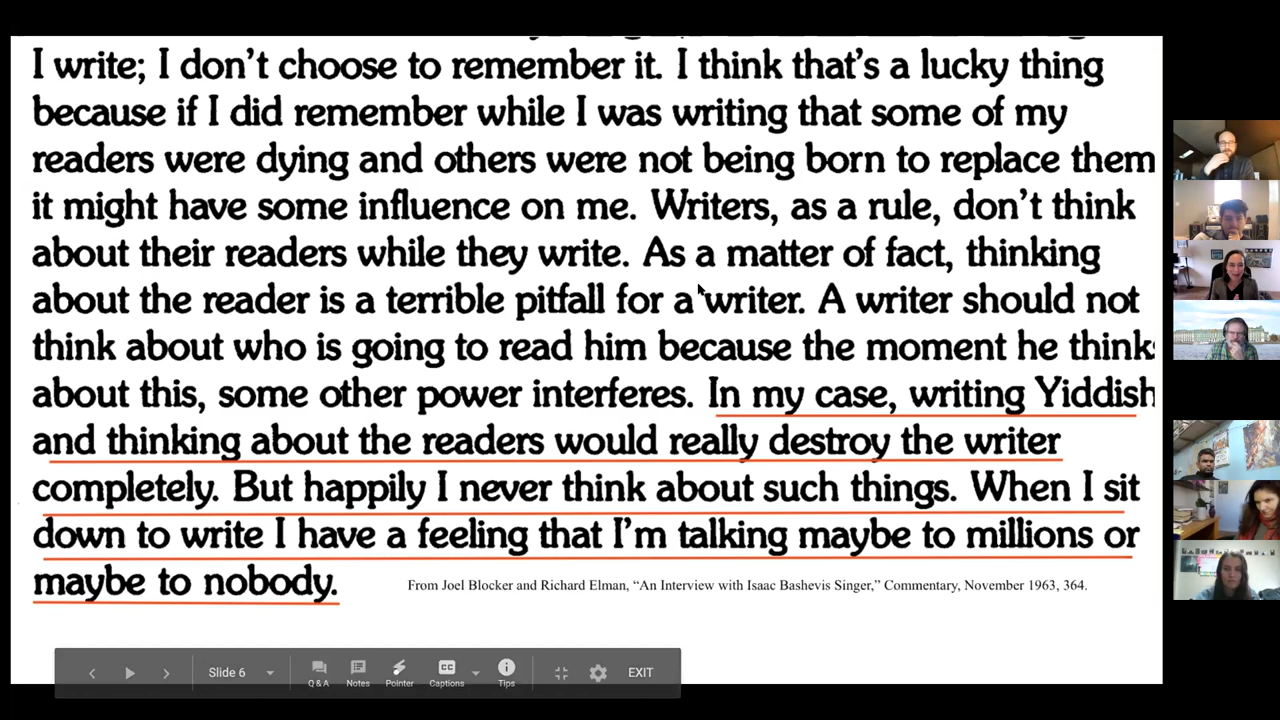 I write; I don't choose to remember it. I think that's a lucky thing
because if I did remember while I was writing that some of my
readers were dying and others were not being born to replace them
it might have some influence on me. Writers, as a rule, don't think
about their readers while they write. As a matter of fact, thinking
about the reader is a terrible pitfall for a writer. A writer should not
think about who is going to read him because the moment he thinks
about this, some other power interferes. In my case, writing Yiddish
and thinking about the readers would really destroy the writer
completely. But happily I never think about such things. When I sit
down to write I have a feeling that I'm talking maybe to millions or
maybe to nobody.
From Joel Blocker and Richard Elman, “An Interview with Isaac Bashevis Singer,” Commentary, November 1963, 364.
Slide 6
Q & A
Notes
Pointer
Captions
Tips
EXIT